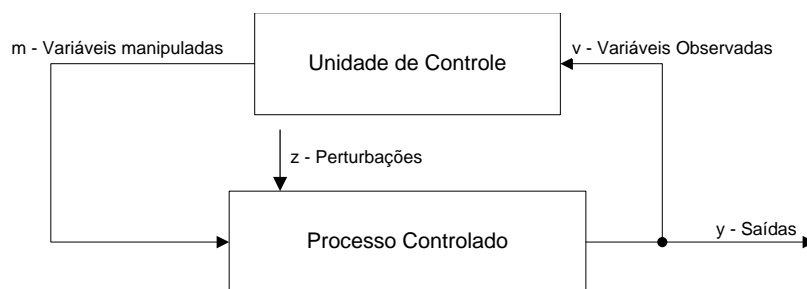 m - Variáveis manipuladas
Unidade de Controle
v - Variáveis Observadas
z - Perturbações
Processo Controlado
y - Saídas